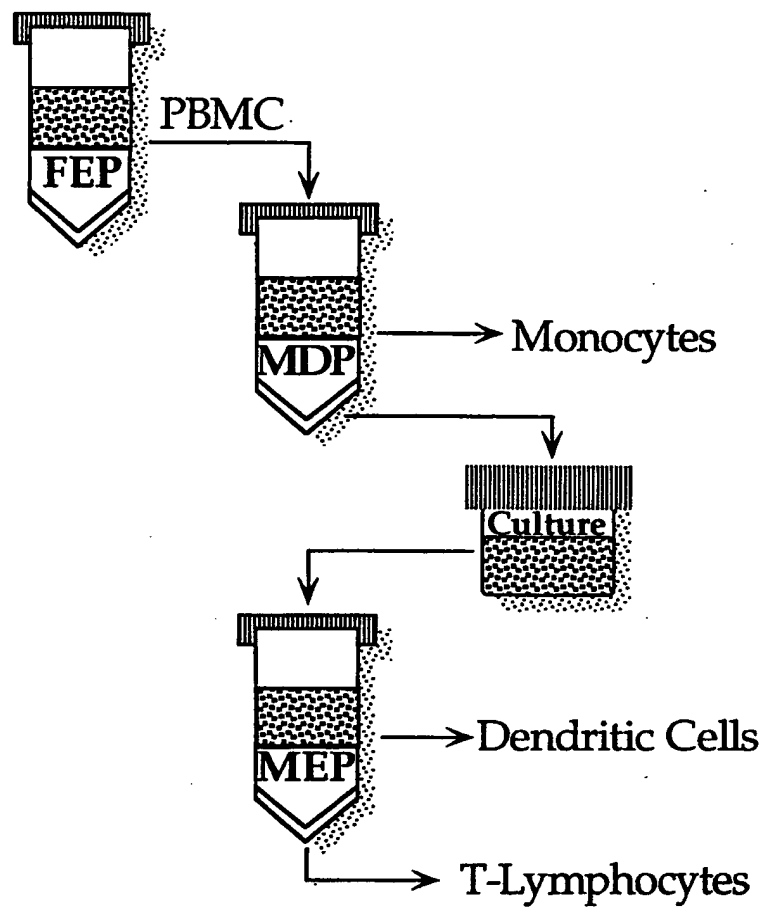 FEP
PBMC
MDP
Monocytes
Culture
MEP
Dendritic Cells
T-Lymphocytes